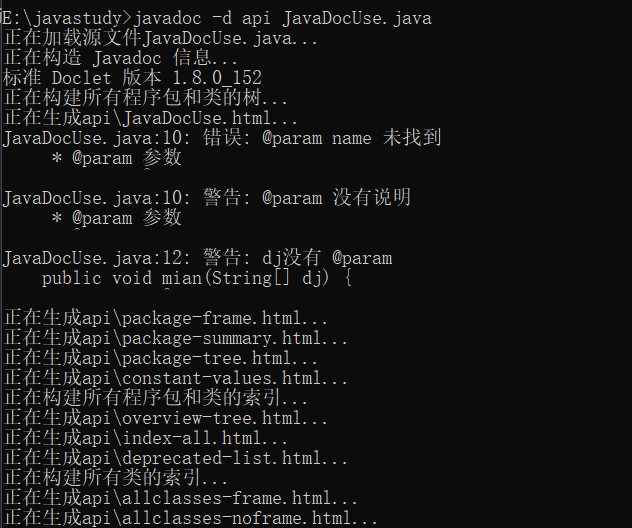 E:\javastudy>javadoc -d api JavaDocUse.java
正在加载源文件JavaDocUse.java...
正在构造 Javadoc 信息...
标准 Doclet 版本 1.8.0_152
正在构建所有程序包和类的树...
正在生成api\JavaDocUse.html...
JavaDocUse.java:10: 错误: @param name 未找到
     * @param 参数
              ^
JavaDocUse.java:10: 警告: @param 没有说明
     * @param 参数
       ^
JavaDocUse.java:12: 警告: dj没有 @param
    public void mian(String[] dj) {
                ^
正在生成api\package-frame.html...
正在生成api\package-summary.html...
正在生成api\package-tree.html...
正在生成api\constant-values.html...
正在构建所有程序包和类的索引...
正在生成api\overview-tree.html...
正在生成api\index-all.html...
正在生成api\deprecated-list.html...
正在构建所有类的索引...
正在生成api\allclasses-frame.html...
正在生成api\allclasses-noframe.html...